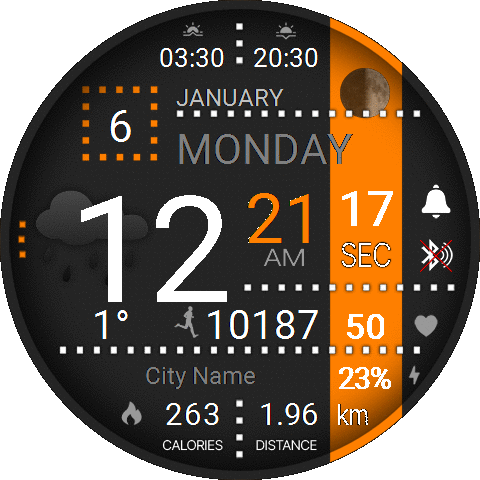 03:30 20:30
JANUARY
6
MONDAY
12 21 17
AM SEC
1° 10187 50
City Name 23%
263 1.96 km
CALORIES DISTANCE